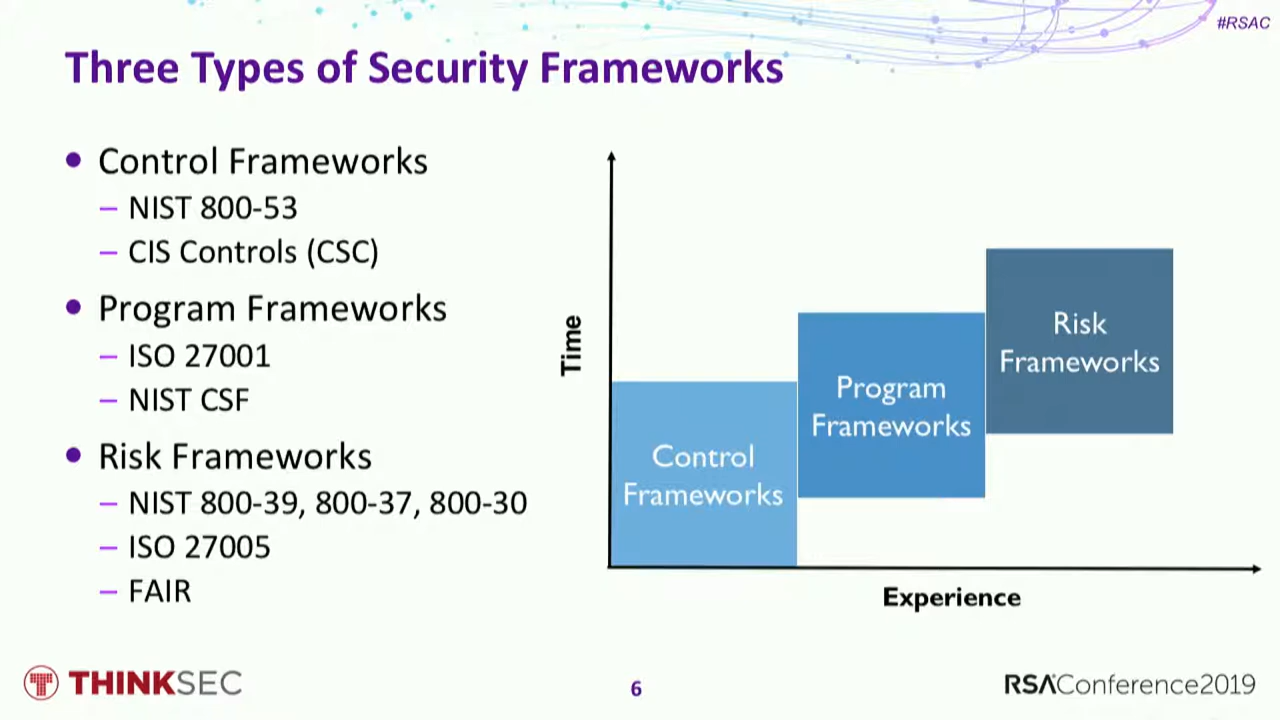 #RSAC
Three Types of Security Frameworks
• Control Frameworks
– NIST 800-53
– CIS Controls (CSC)
• Program Frameworks
– ISO 27001
– NIST CSF
• Risk Frameworks
– NIST 800-39, 800-37, 800-30
– ISO 27005
– FAIR
Time
Control
Frameworks
Program
Frameworks
Risk
Frameworks
Experience
THINKSEC
6
RSAConference2019